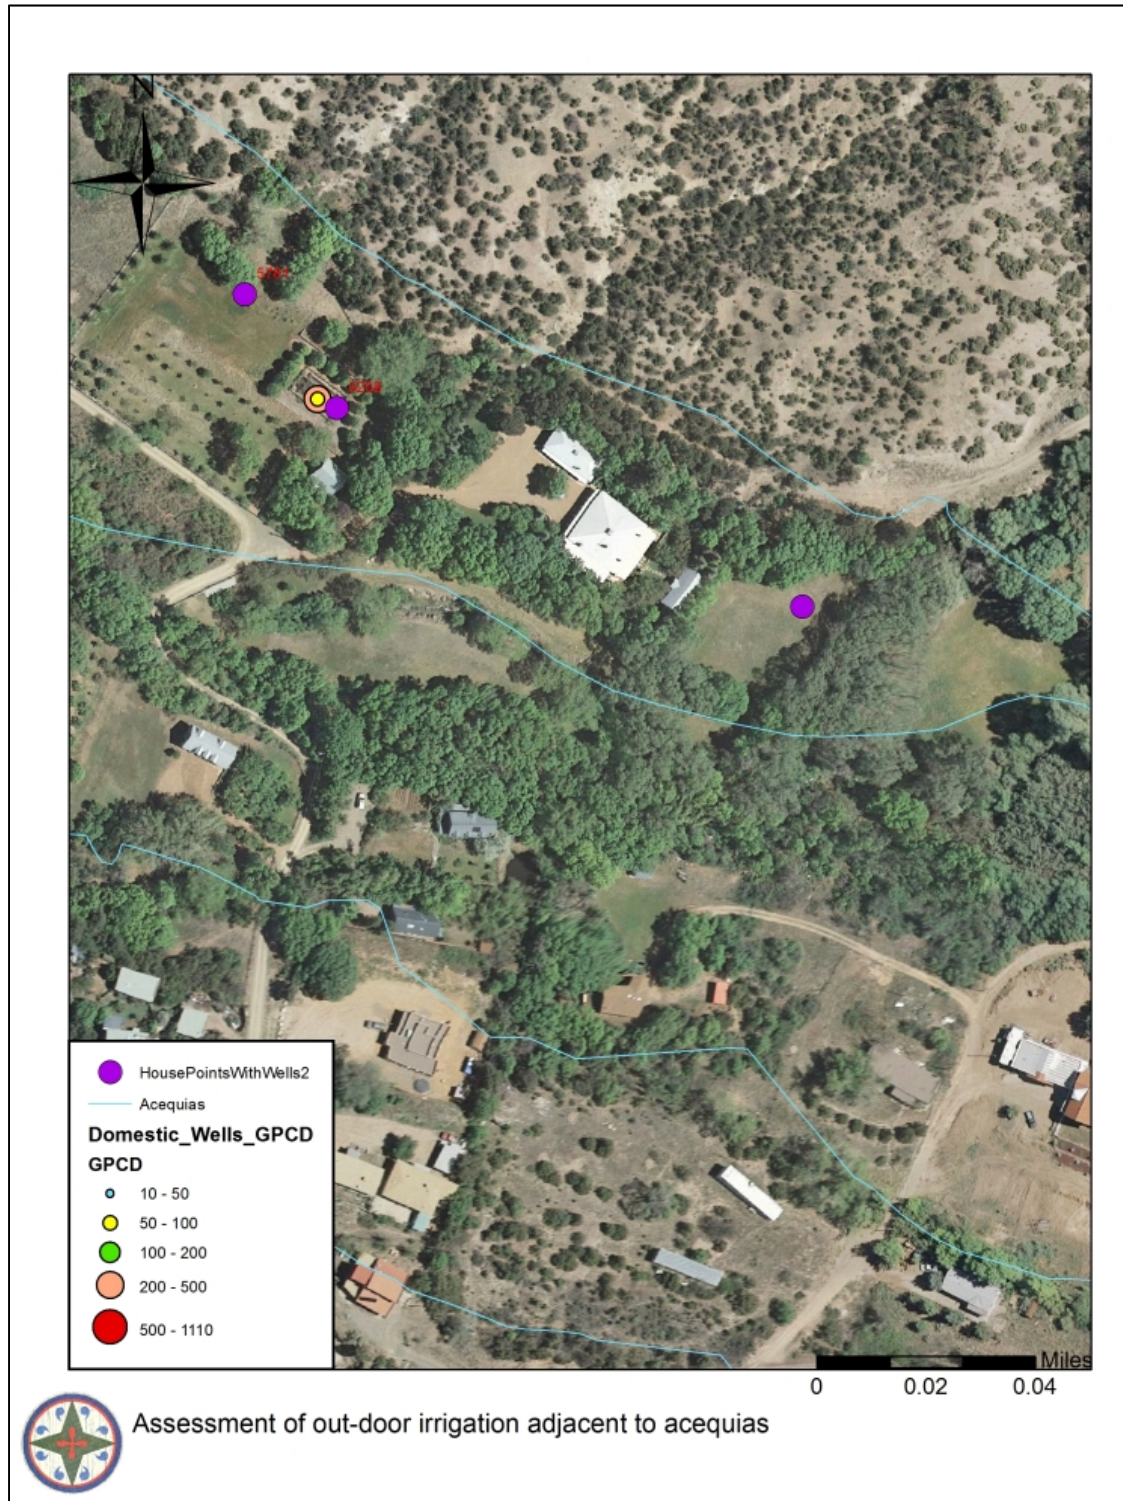 N
HousePointsWithWells2
Acequias
Domestic_Wells_GPCD
GPCD
10 - 50
50 - 100
100 - 200
200 - 500
500 - 1110
Miles
0 0.02 0.04
Assessment of out-door irrigation adjacent to acequias